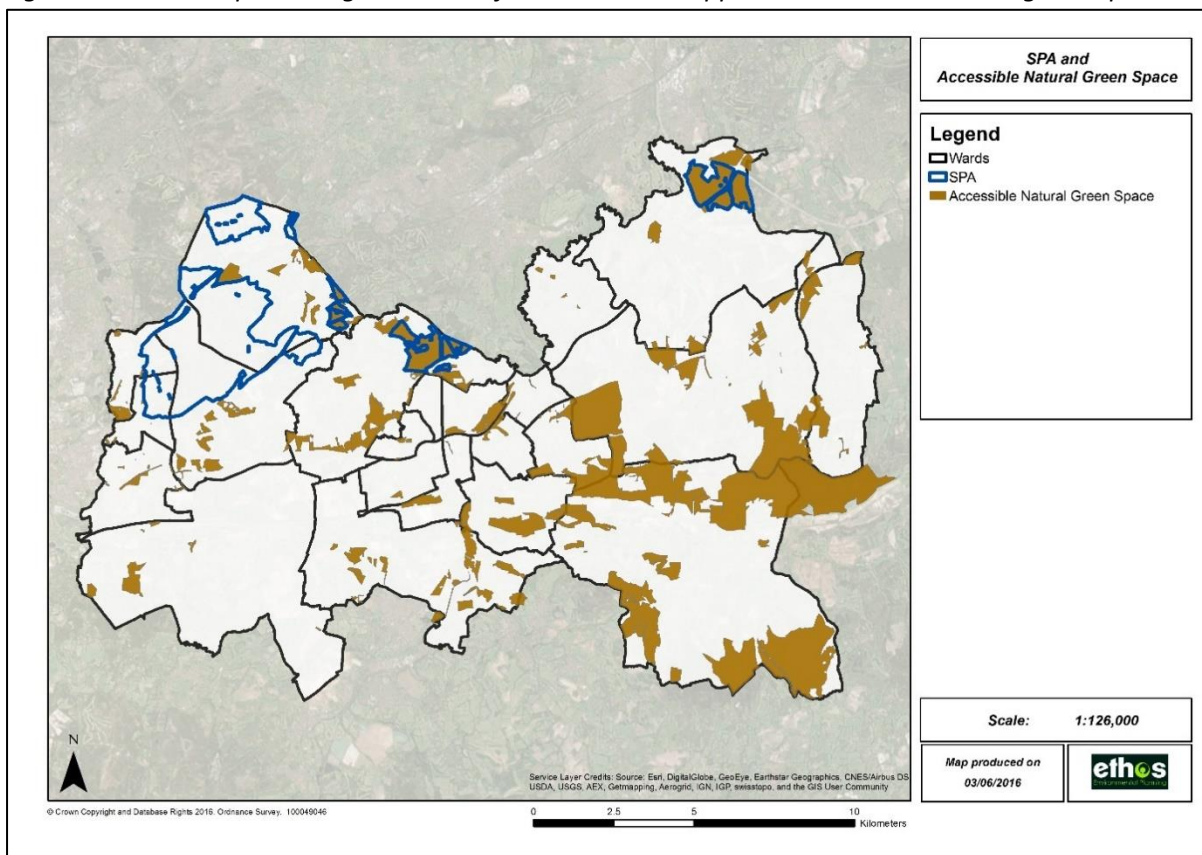 SPA and
Accessible Natural Green Space
Legend
Wards
SPA
Accessible Natural Green Space
N
Service Layer Credits: Source: Esri, DigitalGlobe, GeoEye, Earthstar Geographics, CNES/Airbus DS
USDA, USGS, AEX, Getmapping, Aerogrid, IGN, IGP, swisstopo, and the GIS User Community
Scale: 1:126,000
Map produced on
03/06/2016
ethos
Environmental Planning
© Crown Copyright and Database Rights 2016. Ordnance Survey. 100049046
0 2.5 5 10
Kilometers